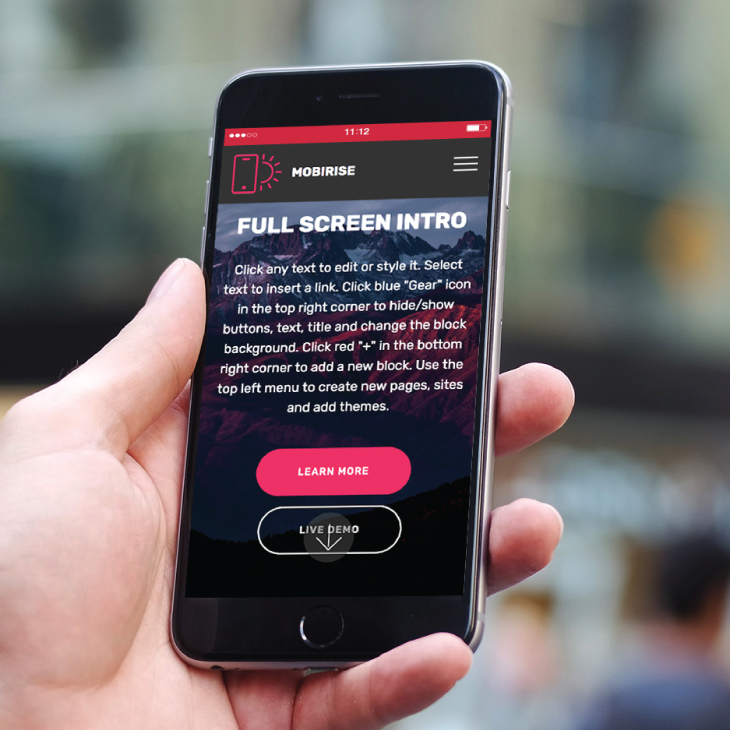 11:12
MOBIRISE
FULL SCREEN INTRO
Click any text to edit or style it. Select
text to insert a link. Click blue "Gear" icon
in the top right corner to hide/show
buttons, text, title and change the block
background. Click red "+" in the bottom
right corner to add a new block. Use the
top left menu to create new pages, sites
and add themes.
LEARN MORE
LIVE DEMO